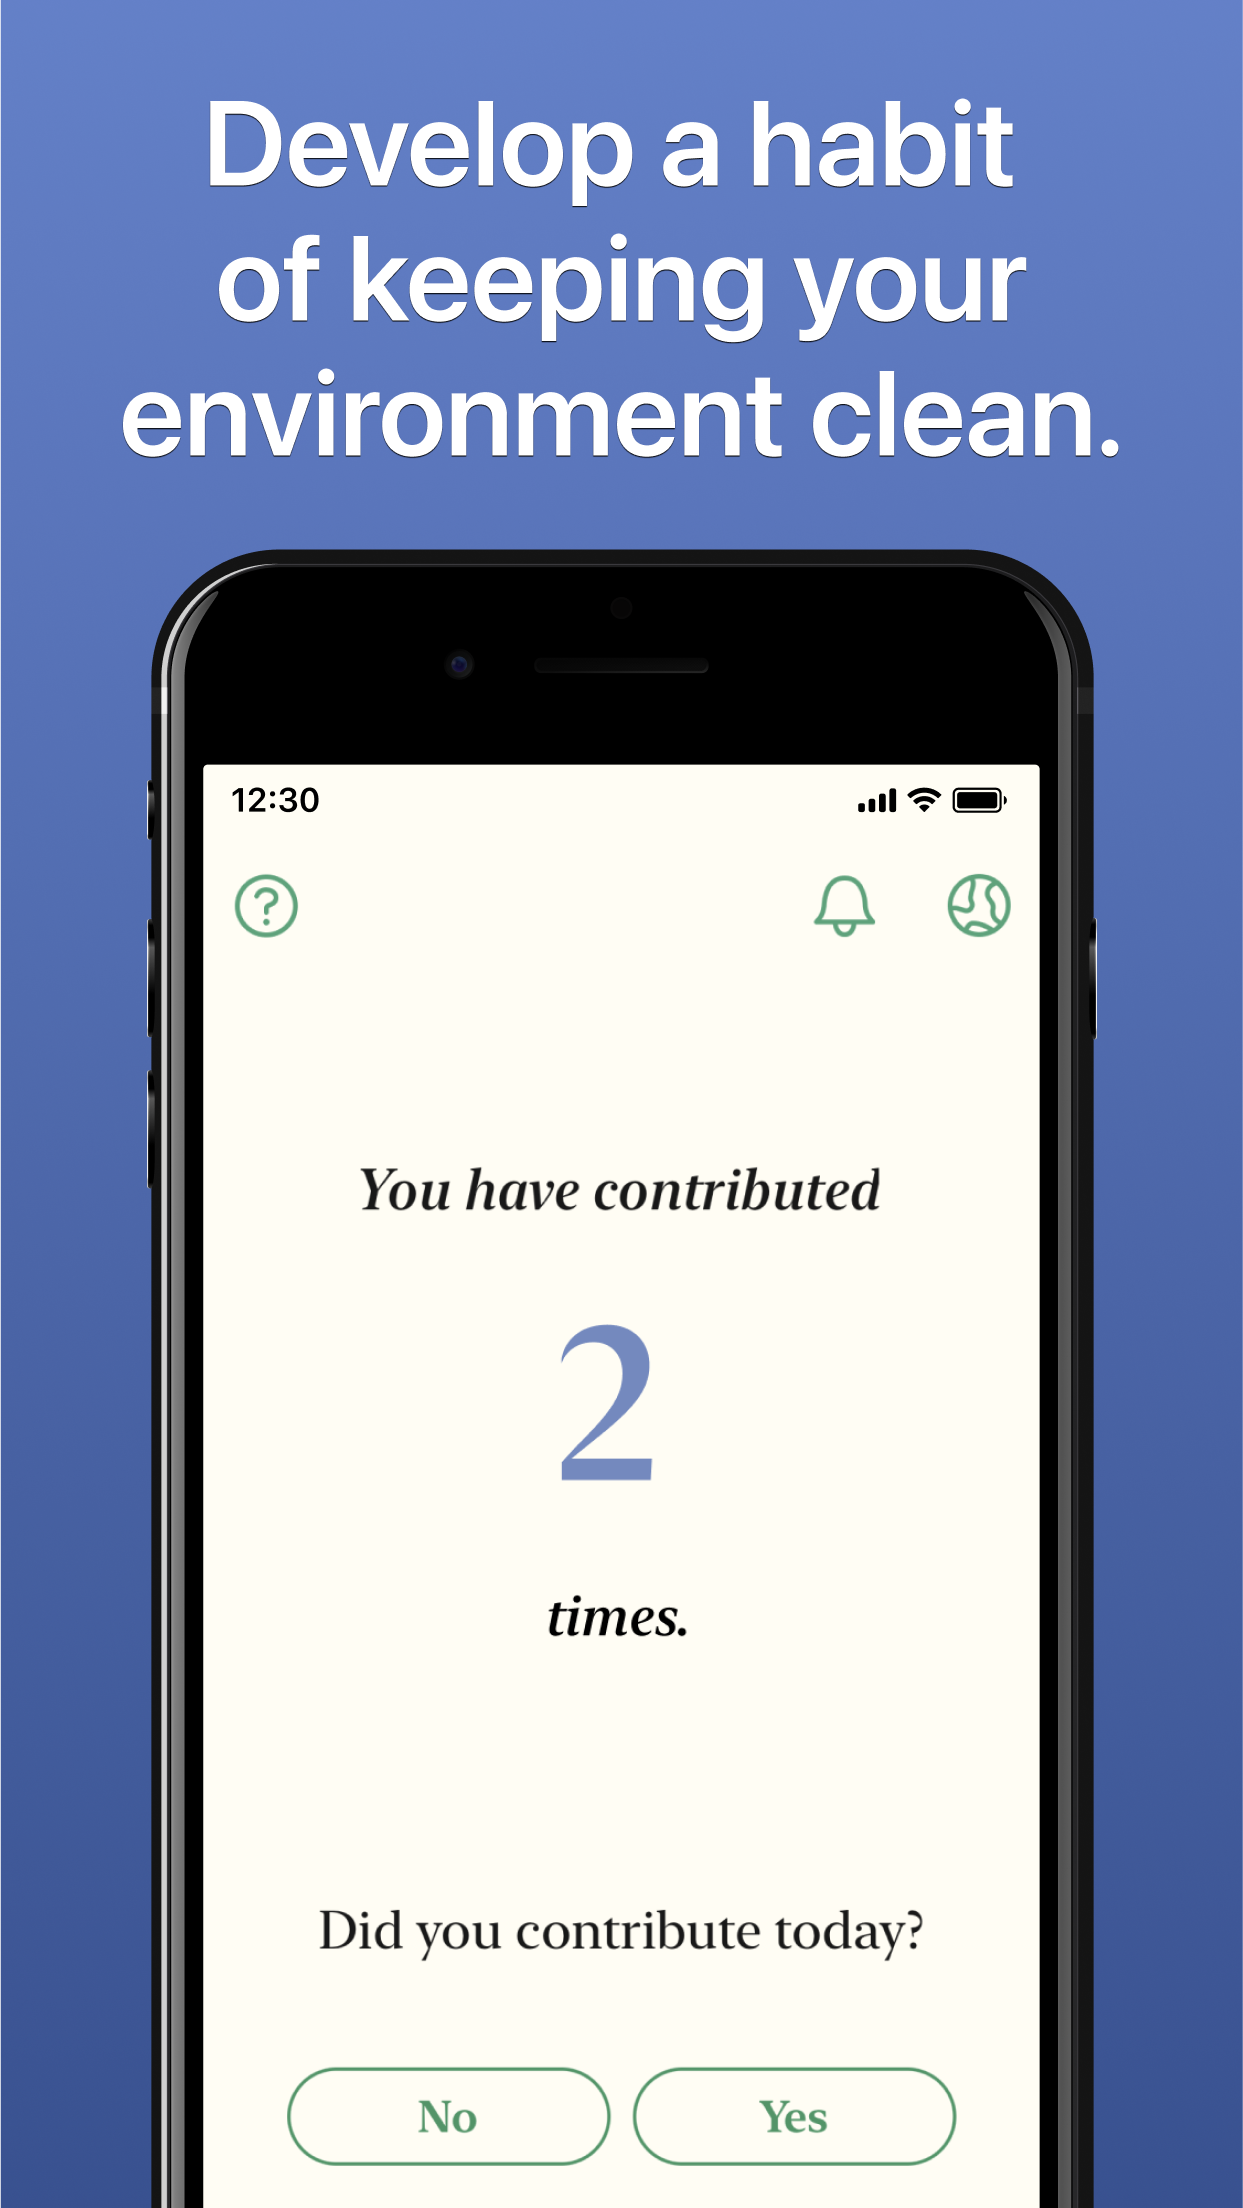 Develop a habit
of keeping your
environment clean.
12:30
You have contributed
2
times.
Did you contribute today?
No
Yes